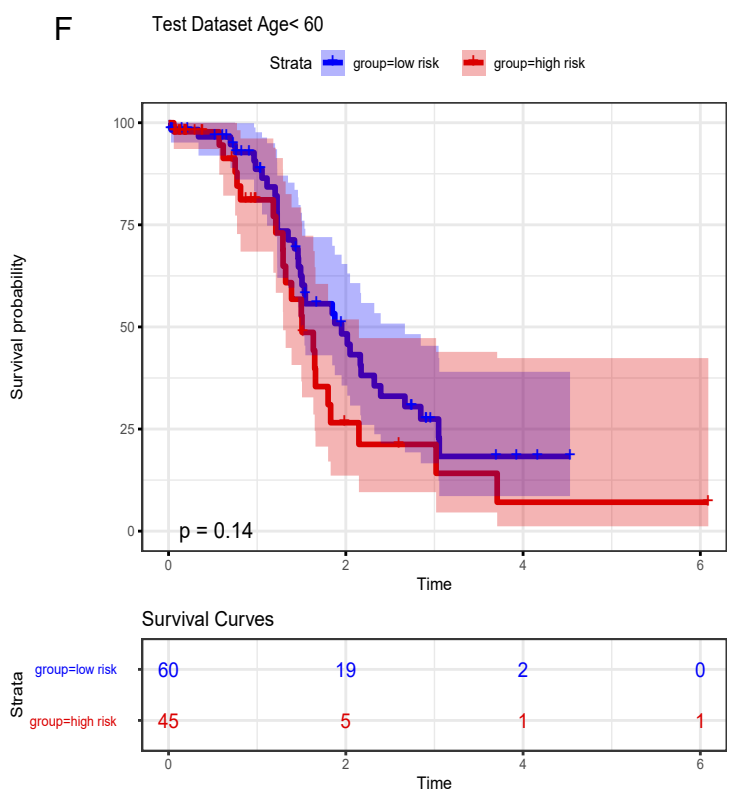 F
Test Dataset Age< 60
Strata group=low risk group=high risk
Survival probability
100
75
50
25
0
p = 0.14
0 2 4 6
Time
Survival Curves
Strata
group=low risk 60 19 2 0
group=high risk 45 5 1 1
0 2 4 6
Time